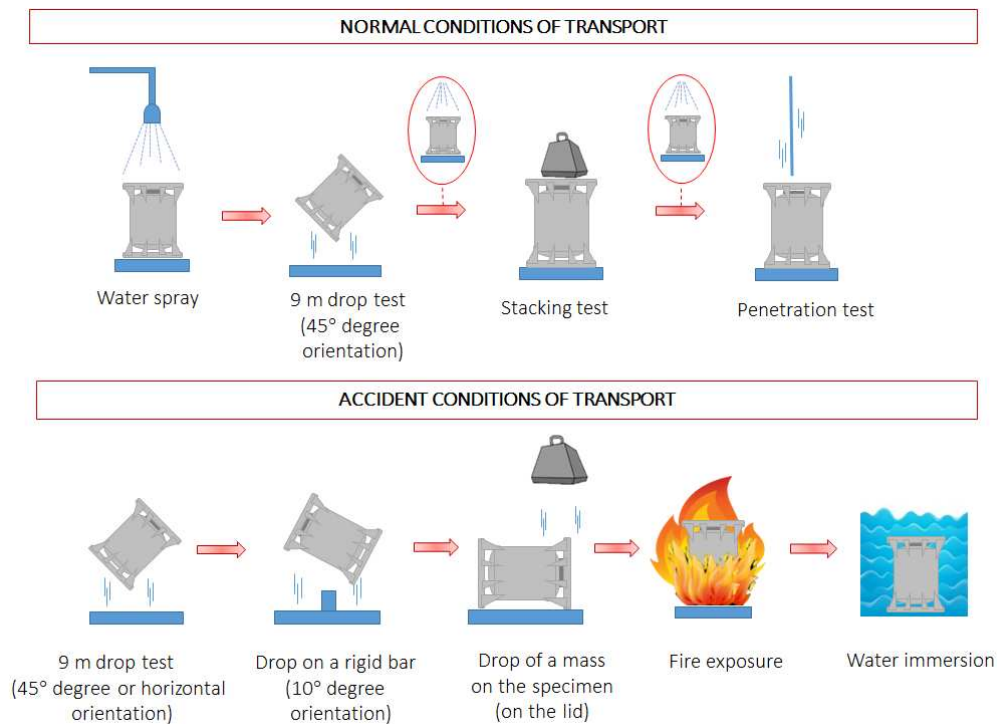 NORMAL CONDITIONS OF TRANSPORT
Water spray
9 m drop test
(45° degree
orientation)
Stacking test
Penetration test
ACCIDENT CONDITIONS OF TRANSPORT
9 m drop test
(45° degree or horizontal
orientation)
Drop on a rigid bar
(10° degree
orientation)
Drop of a mass
on the specimen
(on the lid)
Fire exposure
Water immersion